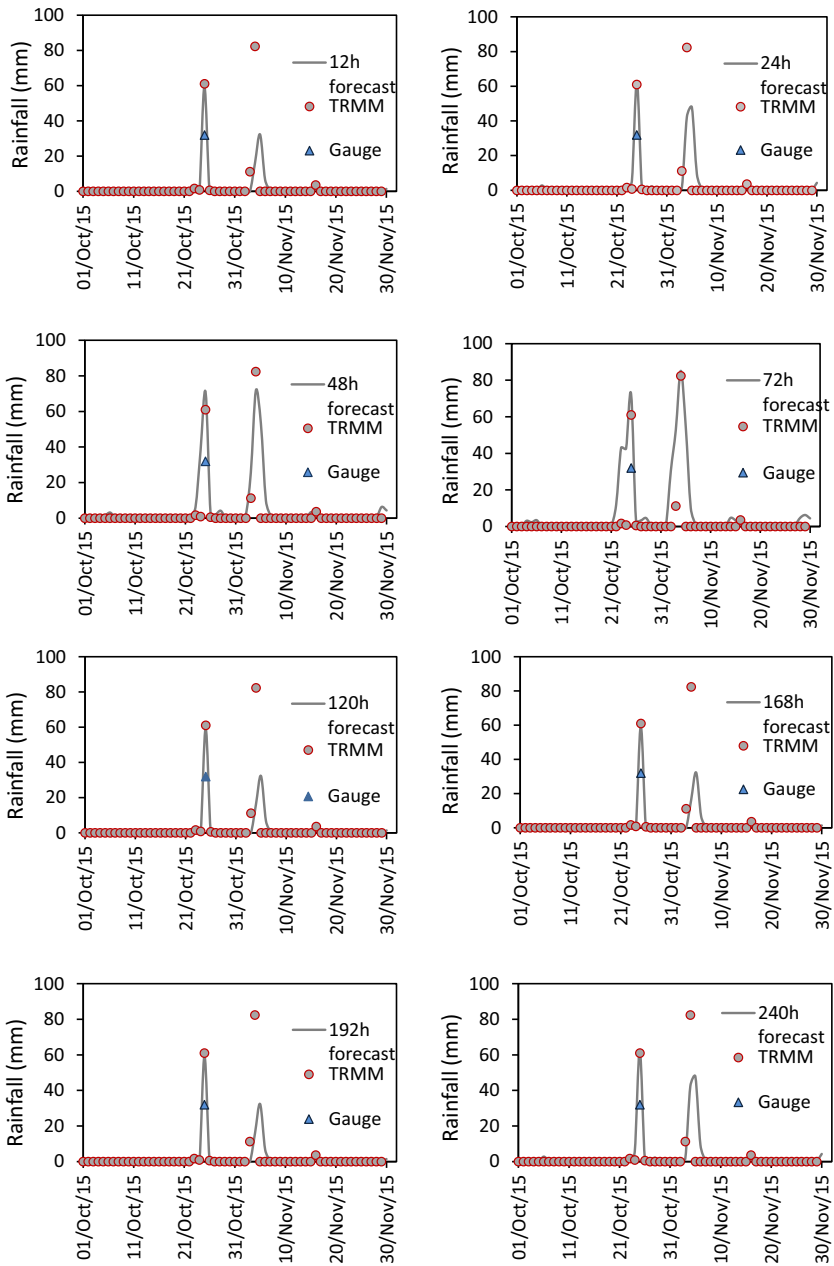 100
80
60
40
20
0
Rainfall (mm)
12h
forecast
TRMM
Gauge
01/Oct/15
11/Oct/15
21/Oct/15
31/Oct/15
10/Nov/15
20/Nov/15
30/Nov/15
100
80
60
40
20
0
Rainfall (mm)
24h
forecast
TRMM
Gauge
01/Oct/15
11/Oct/15
21/Oct/15
31/Oct/15
10/Nov/15
20/Nov/15
30/Nov/15
100
80
60
40
20
0
Rainfall (mm)
48h
forecast
TRMM
Gauge
01/Oct/15
11/Oct/15
21/Oct/15
31/Oct/15
10/Nov/15
20/Nov/15
30/Nov/15
100
80
60
40
20
0
Rainfall (mm)
72h
forecast
TRMM
Gauge
01/Oct/15
11/Oct/15
21/Oct/15
31/Oct/15
10/Nov/15
20/Nov/15
30/Nov/15
100
80
60
40
20
0
Rainfall (mm)
120h
forecast
TRMM
Gauge
01/Oct/15
11/Oct/15
21/Oct/15
31/Oct/15
10/Nov/15
20/Nov/15
30/Nov/15
100
80
60
40
20
0
Rainfall (mm)
168h
forecast
TRMM
Gauge
01/Oct/15
11/Oct/15
21/Oct/15
31/Oct/15
10/Nov/15
20/Nov/15
30/Nov/15
100
80
60
40
20
0
Rainfall (mm)
192h
forecast
TRMM
Gauge
01/Oct/15
11/Oct/15
21/Oct/15
31/Oct/15
10/Nov/15
20/Nov/15
30/Nov/15
100
80
60
40
20
0
Rainfall (mm)
240h
forecast
TRMM
Gauge
01/Oct/15
11/Oct/15
21/Oct/15
31/Oct/15
10/Nov/15
20/Nov/15
30/Nov/15